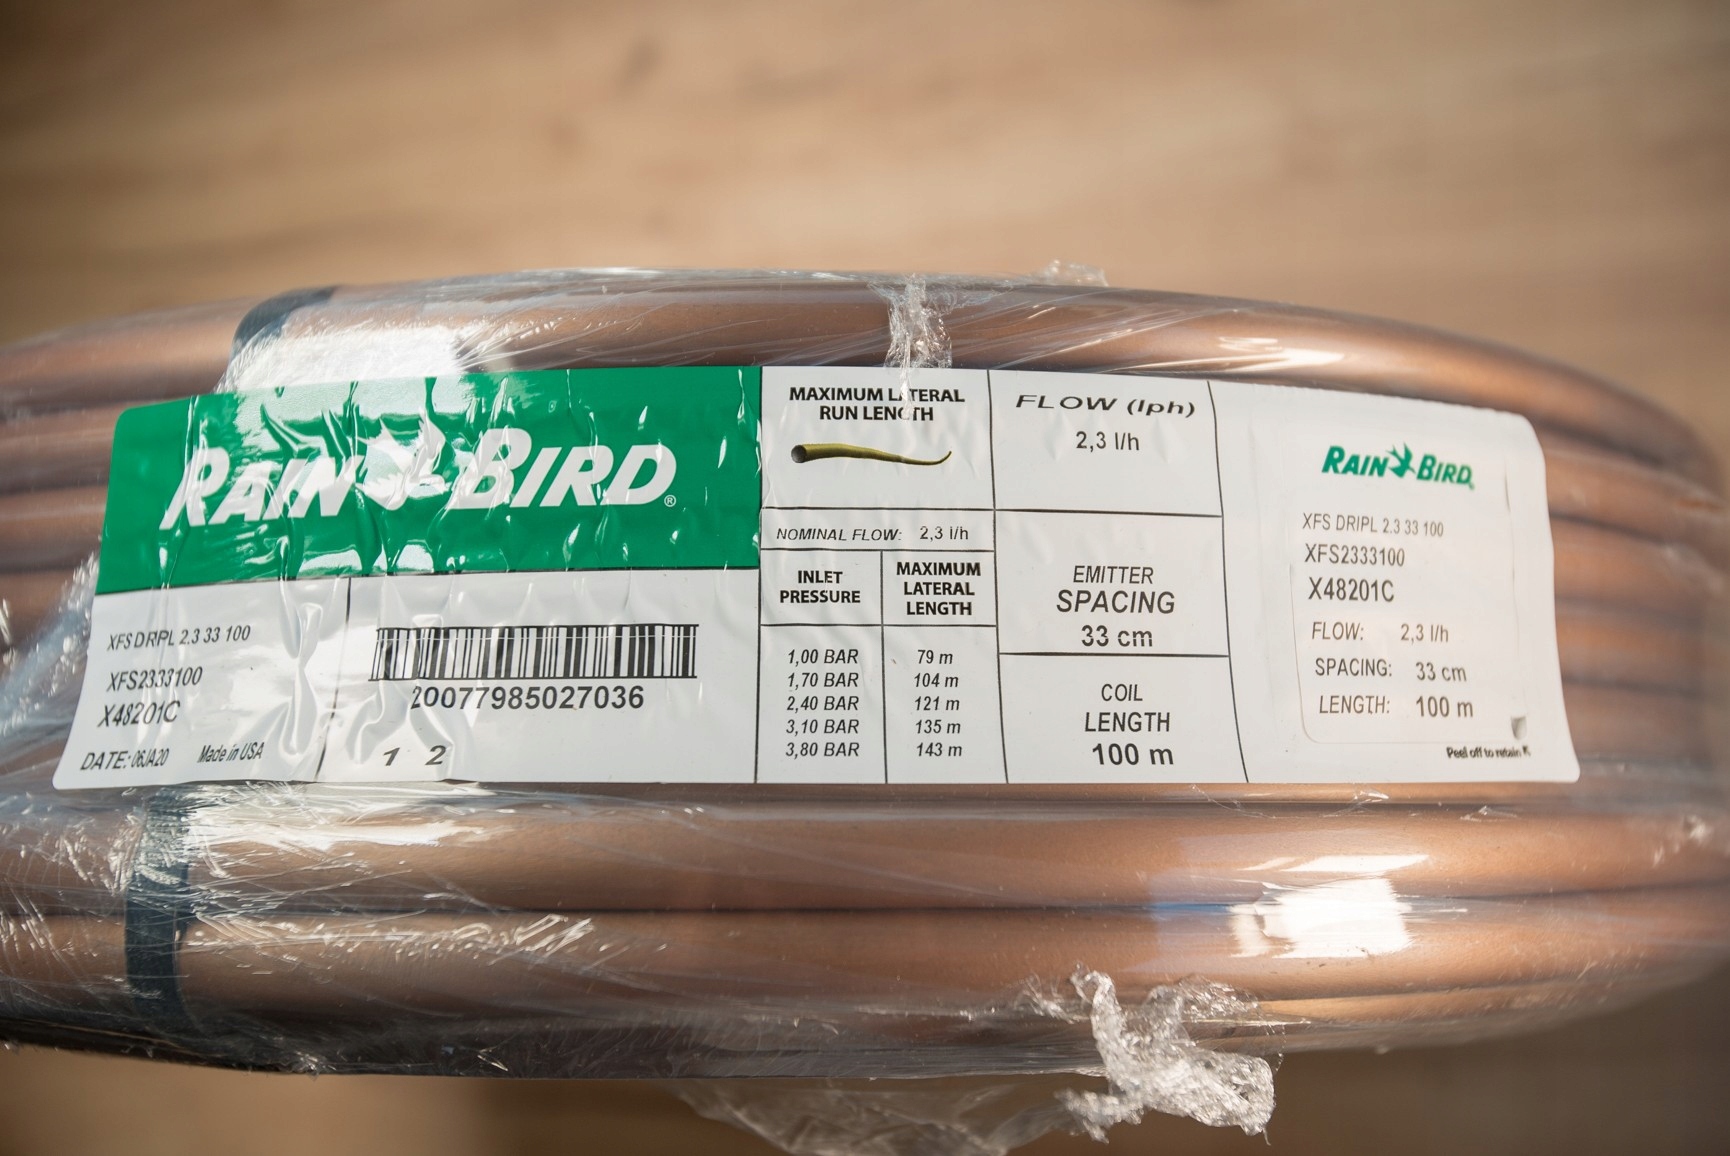 RAIN BIRD®
XFS DRIPL 2.3 33 100
XFS2333100
X48201C
DATE: 06JA20 Made in USA
20077985027036
1 2
MAXIMUM LATERAL
RUN LENGTH
NOMINAL FLOW: 2,3 l/h
INLET
PRESSURE
MAXIMUM
LATERAL
LENGTH
1,00 BAR 79 m
1,70 BAR 104 m
2,40 BAR 121 m
3,10 BAR 135 m
3,80 BAR 143 m
FLOW (lph)
2,3 l/h
EMITTER
SPACING
33 cm
COIL
LENGTH
100 m
RAIN BIRD®
XFS DRIPL 2.3 33 100
XFS2333100
X48201C
FLOW: 2,3 l/h
SPACING: 33 cm
LENGTH: 100 m
Peel off to retain